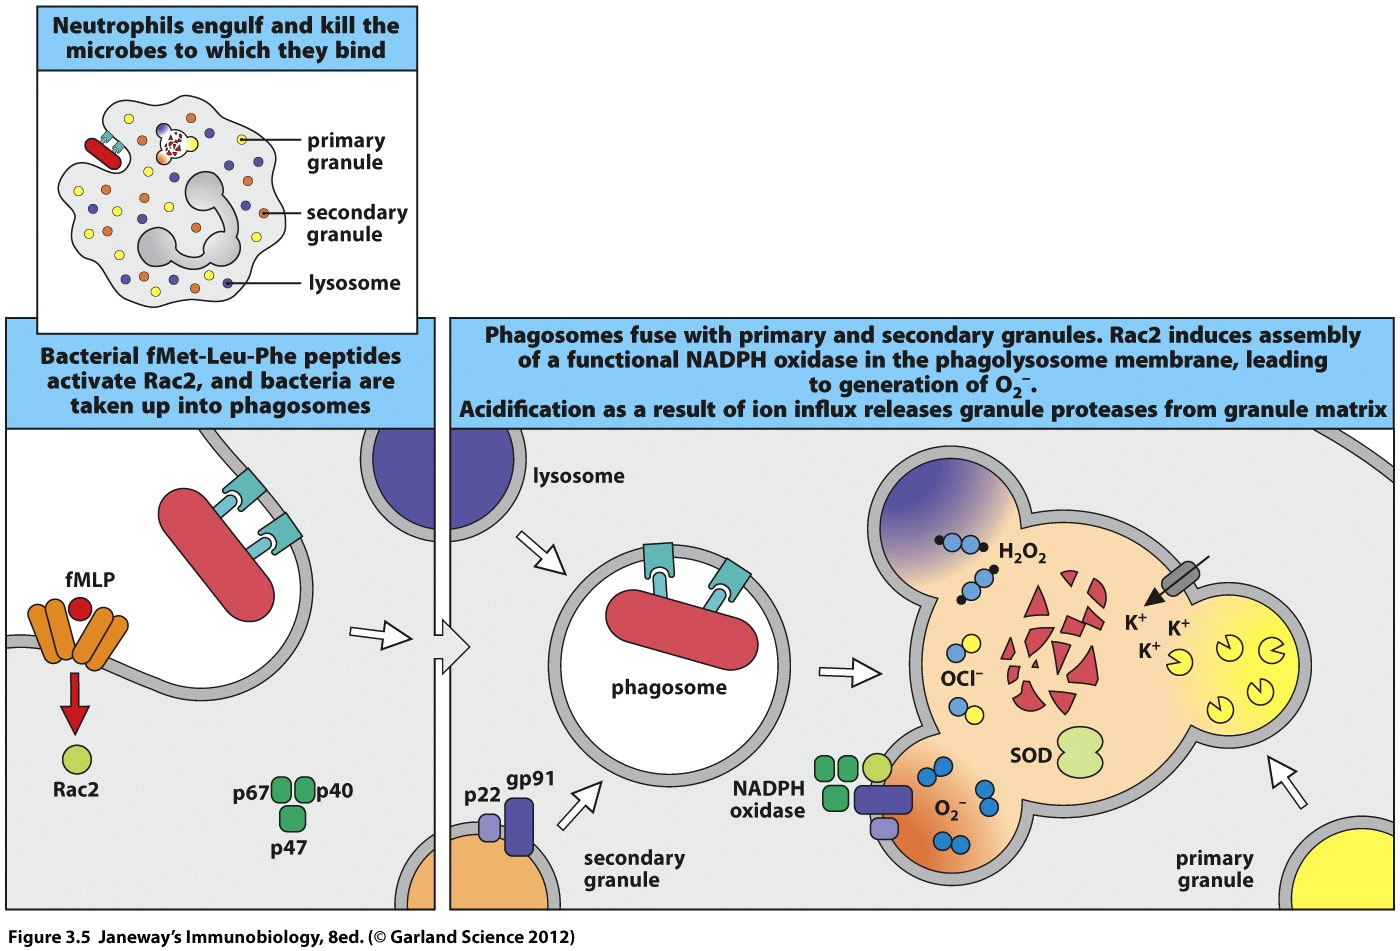 Neutrophils engulf and kill the
microbes to which they bind
primary
granule
secondary
granule
lysosome
Bacterial fMet-Leu-Phe peptides
activate Rac2, and bacteria are
taken up into phagosomes
fMLP
Rac2
p67
p40
p47
Phagosomes fuse with primary and secondary granules. Rac2 induces assembly
of a functional NADPH oxidase in the phagolysosome membrane, leading
to generation of O₂⁻.
Acidification as a result of ion influx releases granule proteases from granule matrix
lysosome
phagosome
p22
gp91
secondary
granule
H₂O₂
K⁺
K⁺
K⁺
OCl⁻
SOD
NADPH
oxidase
O₂⁻
primary
granule
Figure 3.5 Janeway’s Immunobiology, 8ed. (© Garland Science 2012)